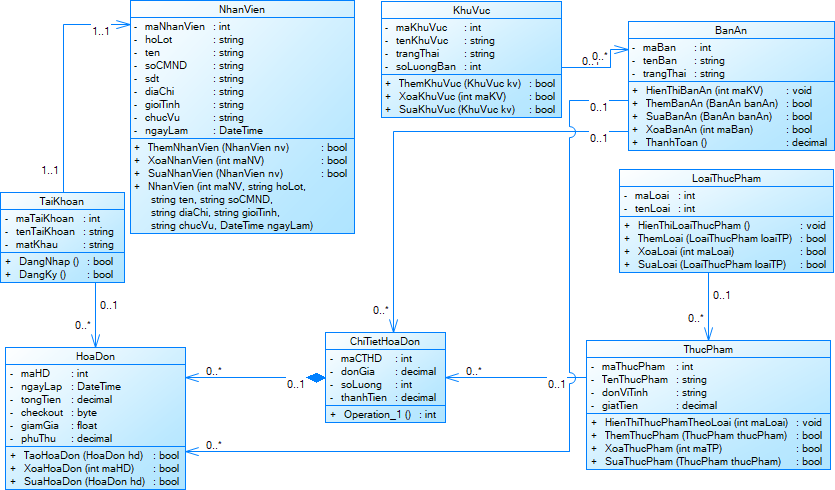 NhanVien
- maNhanVien : int
- hoLot : string
- ten : string
- soCMND : string
- sdt : string
- diaChi : string
- gioiTinh : string
- chucVu : string
- ngayLam : DateTime
+ ThemNhanVien (NhanVien nv) : bool
+ XoaNhanVien (int maNV) : bool
+ SuaNhanVien (NhanVien nv) : bool
+ NhanVien (int maNV, string hoLot,
string ten, string soCMND,
string diaChi, string gioiTinh,
string chucVu, DateTime ngayLam)
KhuVuc
- maKhuVuc : int
- tenKhuVuc : string
- trangThai : string
- soLuongBan : int
+ ThemKhuVuc (KhuVuc kv) : bool
+ XoaKhuVuc (int maKV) : bool
+ SuaKhuVuc (KhuVuc kv) : bool
BanAn
- maBan : int
- tenBan : string
- trangThai : string
+ HienThiBanAn (int maKV) : void
+ ThemBanAn (BanAn banAn) : bool
+ SuaBanAn (BanAn banAn) : bool
+ XoaBanAn (int maBan) : bool
+ ThanhToan () : decimal
1..1
1..1
0..1
0..*
0..1
0..1
TaiKhoan
- maTaiKhoan : int
- tenTaiKhoan : string
- matKhau : string
+ DangNhap () : bool
+ DangKy () : bool
LoaiThucPham
- maLoai : int
- tenLoai : int
+ HienThiLoaiThucPham () : void
+ ThemLoai (LoaiThucPham loaiTP) : bool
+ XoaLoai (int maLoai) : bool
+ SuaLoai (LoaiThucPham loaiTP) : bool
0..1
0..*
0..*
0..1
0..*
HoaDon
- maHD : int
- ngayLap : DateTime
- tongTien : decimal
- checkout : byte
- giamGia : float
- phuThu : decimal
+ TaoHoaDon (HoaDon hd) : bool
+ XoaHoaDon (int maHD) : bool
+ SuaHoaDon (HoaDon hd) : bool
ChiTietHoaDon
- maCTHD : int
- donGia : decimal
- soLuong : int
- thanhTien : decimal
+ Operation_1 () : int
ThucPham
- maThucPham : int
- TenThucPham : string
- donViTinh : string
- giatTien : decimal
+ HienThiThucPhamTheoLoai (int maLoai) : void
+ ThemThucPham (ThucPham thucPham) : bool
+ XoaThucPham (int maTP) : bool
+ SuaThucPham (ThucPham thucPham) : bool
0..*
0..1
0..*
0..1
0..*